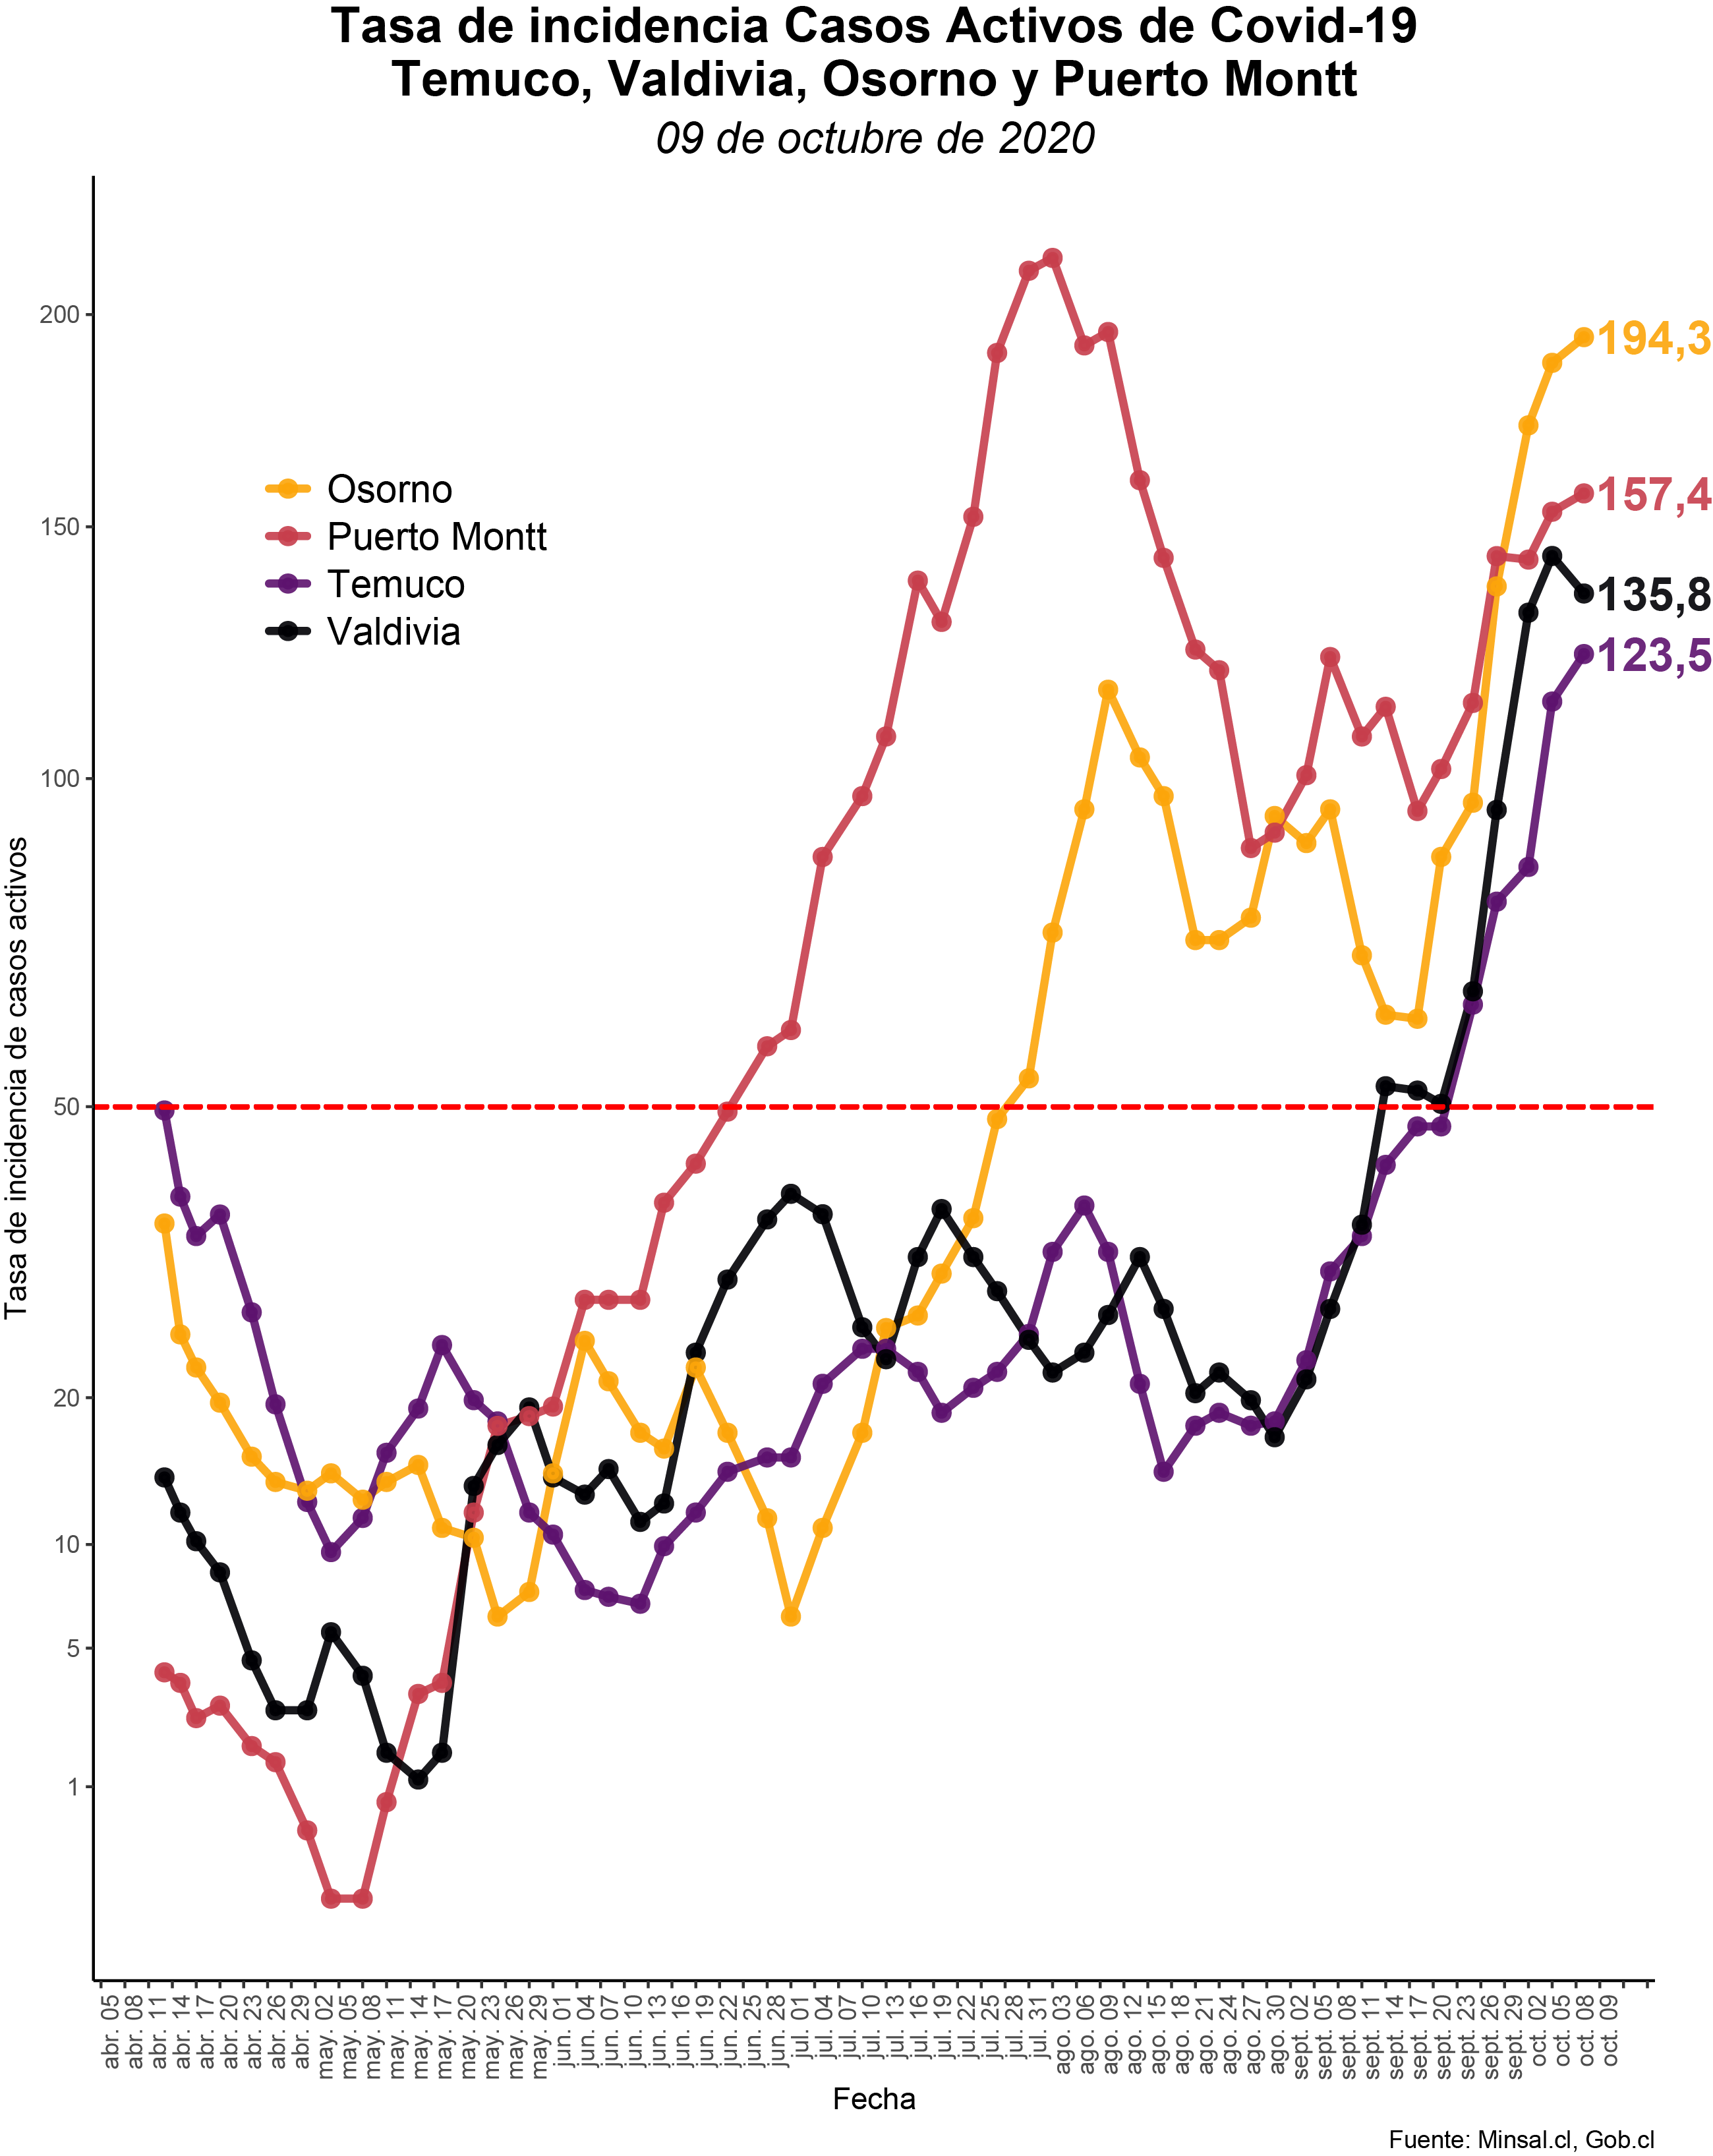 Tasa de incidencia Casos Activos de Covid-19
Temuco, Valdivia, Osorno y Puerto Montt
09 de octubre de 2020
Tasa de incidencia de casos activos
200
150
100
50
20
10
5
1
Osorno
Puerto Montt
Temuco
Valdivia
194,3
157,4
135,8
123,5
abr. 05
abr. 08
abr. 11
abr. 14
abr. 17
abr. 20
abr. 23
abr. 26
abr. 29
may. 02
may. 05
may. 08
may. 11
may. 14
may. 17
may. 20
may. 23
may. 26
may. 29
jun. 01
jun. 04
jun. 07
jun. 10
jun. 13
jun. 16
jun. 19
jun. 22
jun. 25
jun. 28
jul. 01
jul. 04
jul. 07
jul. 10
jul. 13
jul. 16
jul. 19
jul. 22
jul. 25
jul. 28
jul. 31
ago. 03
ago. 06
ago. 09
ago. 12
ago. 15
ago. 18
ago. 21
ago. 24
ago. 27
ago. 30
sept. 02
sept. 05
sept. 08
sept. 11
sept. 14
sept. 17
sept. 20
sept. 23
sept. 26
sept. 29
oct. 02
oct. 05
oct. 08
oct. 09
Fecha
Fuente: Minsal.cl, Gob.cl